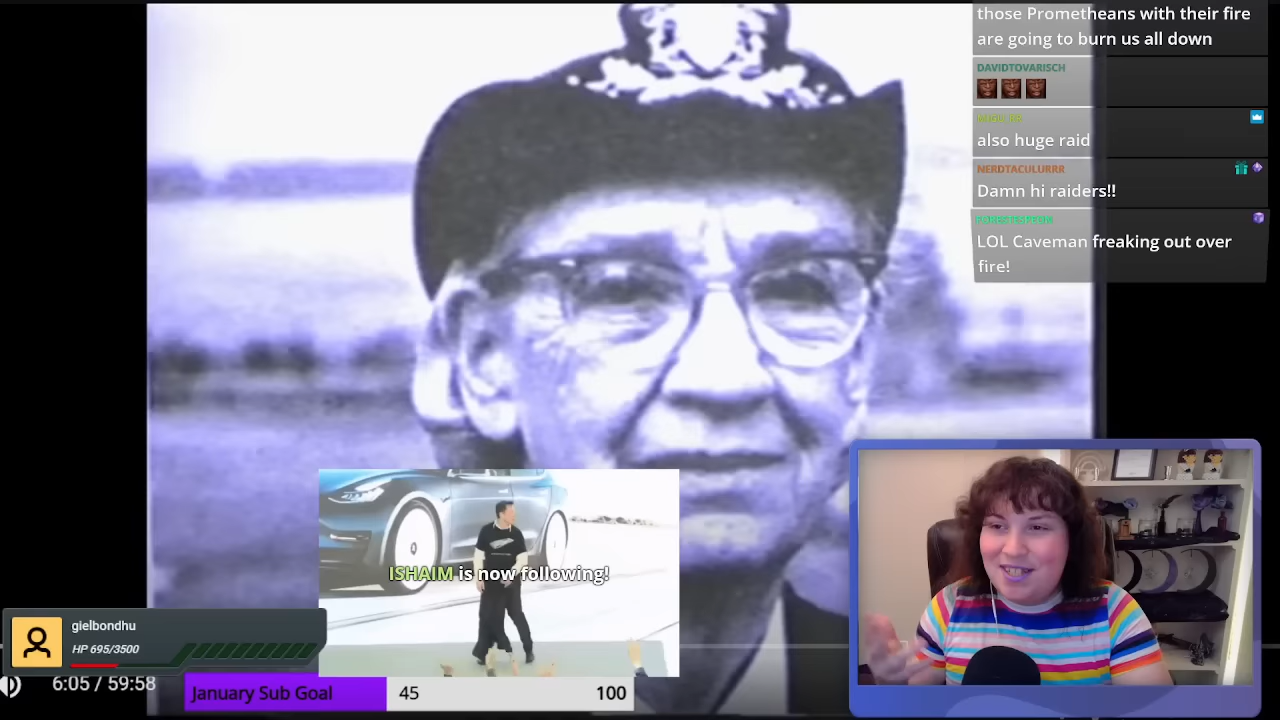 those Prometheans with their fire
are going to burn us all down
DAVIDTOVARISCH
also huge raid
NERDTACULURRR
Damn hi raiders!!
LOL Caveman freaking out over
fire!
ISHAIM is now following!
gielbondhu
HP 695/3500
6:05 / 59:58
January Sub Goal
45
100